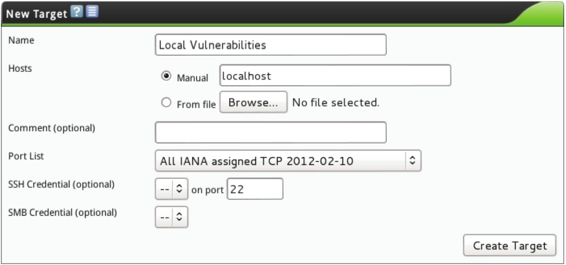 New Target ?
Name Local Vulnerabilities
Hosts Manual localhost
From file Browse... No file selected.
Comment (optional)
Port List All IANA assigned TCP 2012-02-10
SSH Credential (optional) -- on port 22
SMB Credential (optional) --
Create Target